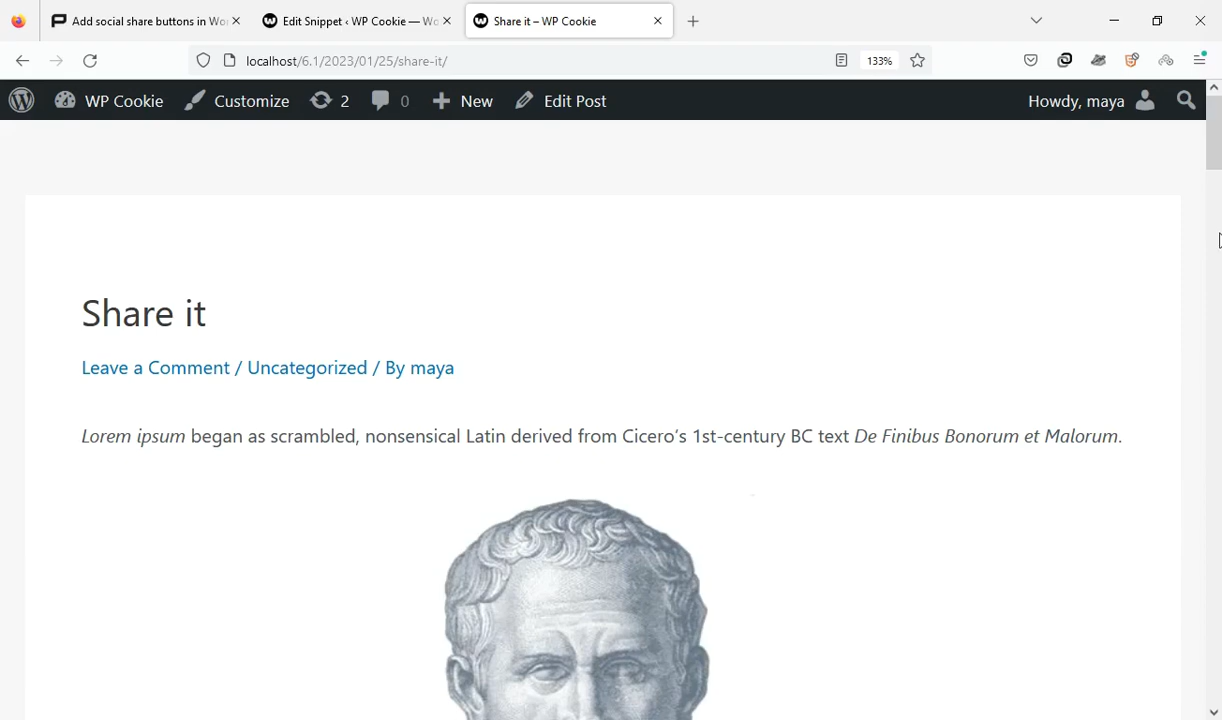 Add social share buttons in Wor
Edit Snippet ‹ WP Cookie — Wo
Share it – WP Cookie
localhost/6.1/2023/01/25/share-it/
133%
WP Cookie
Customize
2
0
New
Edit Post
Howdy, maya
Share it
Leave a Comment / Uncategorized / By maya
Lorem ipsum began as scrambled, nonsensical Latin derived from Cicero's 1st-century BC text De Finibus Bonorum et Malorum.